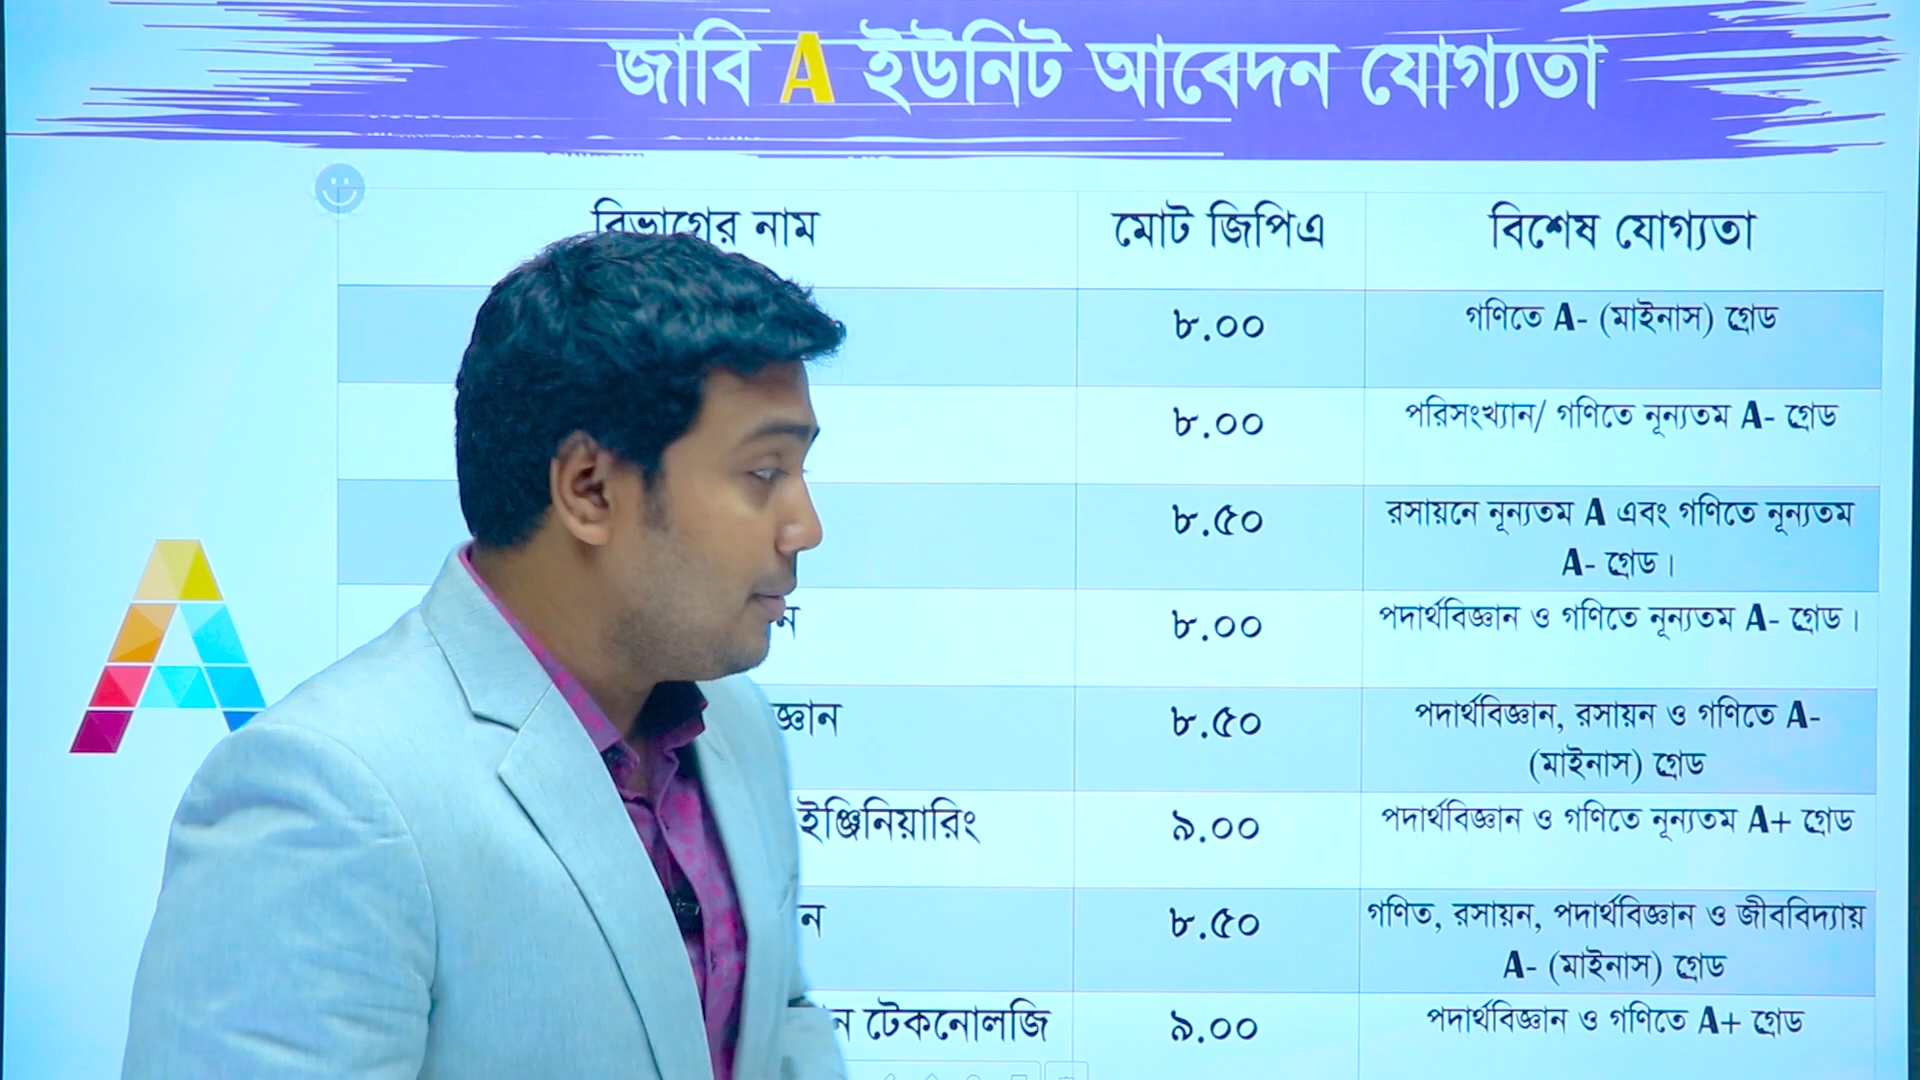 জাবি A ইউনিট আবেদন যোগ্যতা
বিভাগের নাম মোট জিপিএ বিশেষ যোগ্যতা
৮.০০ গণিতে A- (মাইনাস) গ্রেড
৮.০০ পরিসংখ্যান/ গণিতে নূন্যতম A- গ্রেড
৮.৫০ রসায়নে নূন্যতম A এবং গণিতে নূন্যতম
A- গ্রেড।
৮.০০ পদার্থবিজ্ঞান ও গণিতে নূন্যতম A- গ্রেড।
৮.৫০ পদার্থবিজ্ঞান, রসায়ন ও গণিতে A-
(মাইনাস) গ্রেড
ইঞ্জিনিয়ারিং ৯.০০ পদার্থবিজ্ঞান ও গণিতে নূন্যতম A+ গ্রেড
৮.৫০ গণিত, রসায়ন, পদার্থবিজ্ঞান ও জীববিদ্যায়
A- (মাইনাস) গ্রেড
টেকনোলজি ৯.০০ পদার্থবিজ্ঞান ও গণিতে A+ গ্রেড